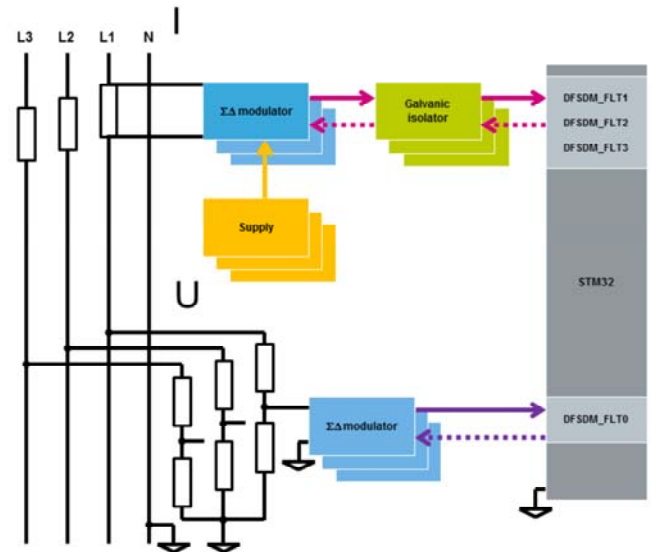 I
L3 L2 L1 N
ΣΔ modulator
Galvanic
isolator
DFSDM_FLT1
DFSDM_FLT2
DFSDM_FLT3
Supply
STM32
U
ΣΔ modulator
DFSDM_FLT0